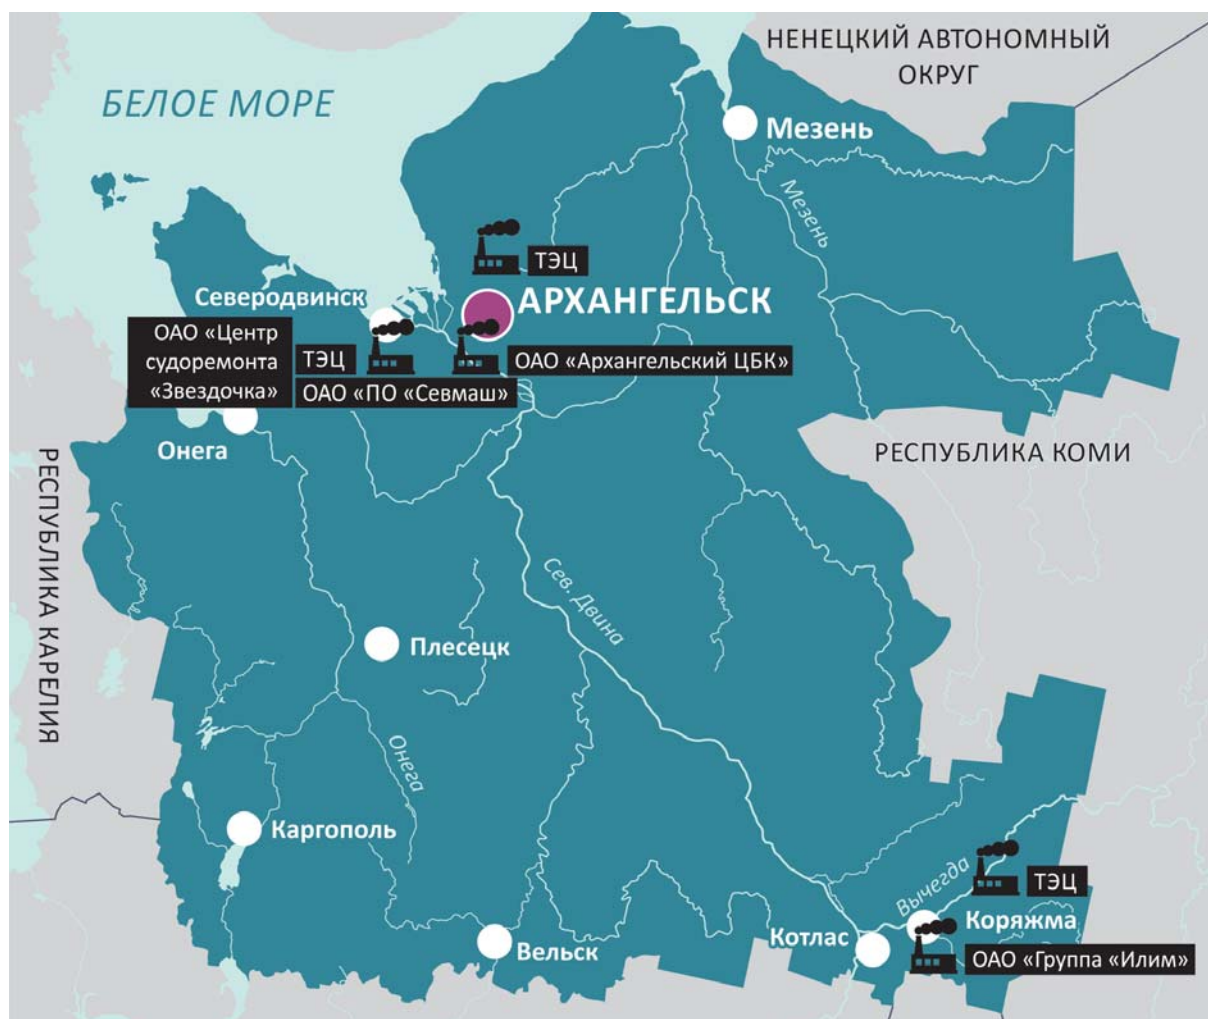 НЕНЕЦКИЙ АВТОНОМНЫЙ
ОКРУГ
БЕЛОЕ МОРЕ
Мезень
Мезень
ТЭЦ
Северодвинск
АРХАНГЕЛЬСК
ОАО «Центр
судоремонта
«Звездочка»
ТЭЦ
ОАО «ПО «Севмаш»
ОАО «Архангельский ЦБК»
Онега
РЕСПУБЛИКА КОМИ
РЕСПУБЛИКА КАРЕЛИЯ
Сев. Двина
Плесецк
Онега
Каргополь
Вычегда
ТЭЦ
Коряжма
Котлас
Вельск
ОАО «Группа «Илим»